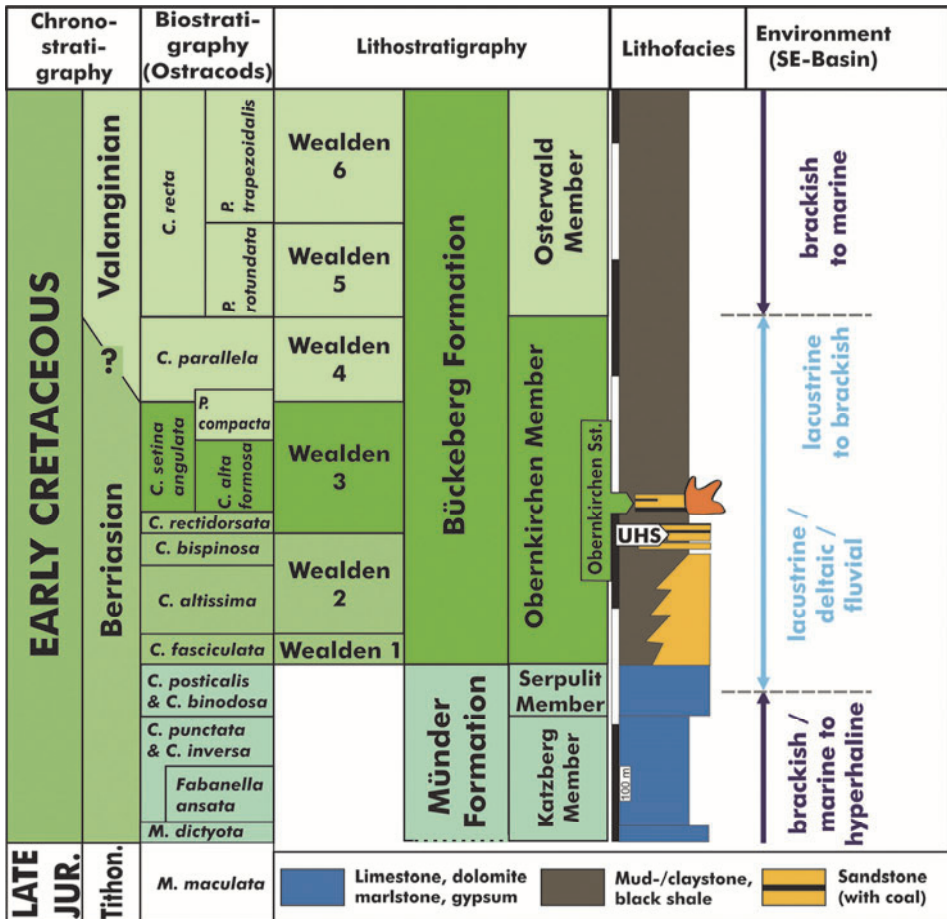 Chrono-
strati-
graphy
Biostrati-
graphy
(Ostracods)
Lithostratigraphy
Lithofacies
Environment
(SE-Basin)
EARLY CRETACEOUS
LATE
JUR.
Valanginian
?
Berriasian
Tithon.
C. recta
P.
trapezoidalis
P.
rotundata
C. parallela
P.
compacta
C. setina
angulata
C. alta
formosa
C. rectidorsata
C. bispinosa
C. altissima
C. fasciculata
C. posticalis
& C. binodosa
C. punctata
& C. inversa
Fabanella
ansata
M. dictyota
M. maculata
Wealden
6
Wealden
5
Wealden
4
Wealden
3
Wealden
2
Wealden 1
Bückeberg Formation
Münder
Formation
Osterwald
Member
Obernkirchen Member
Serpulit
Member
Katzberg
Member
Obernkirchen Sst.
UHS
100 m
brackish
to marine
lacustrine
to brackish
lacustrine /
deltaic /
fluvial
brackish /
marine to
hyperhaline
Limestone, dolomite
marlstone, gypsum
Mud-/claystone,
black shale
Sandstone
(with coal)